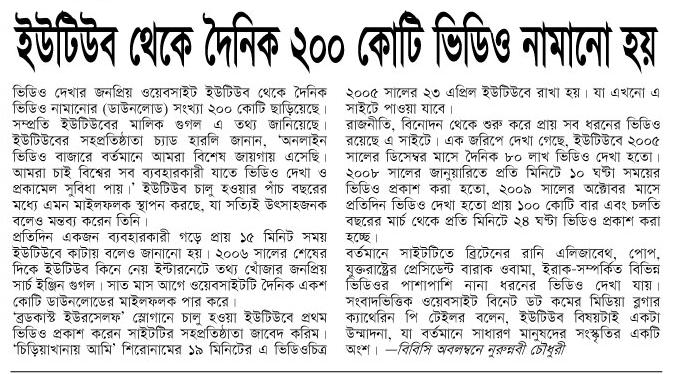 ইউটিউব থেকে দৈনিক ২০০ কোটি ভিডিও নামানো হয়
ভিডিও দেখার জনপ্রিয় ওয়েবসাইট ইউটিউব থেকে দৈনিক
ভিডিও নামানোর (ডাউনলোড) সংখ্যা ২০০ কোটি ছাড়িয়েছে।
সম্প্রতি ইউটিউবের মালিক গুগল এ তথ্য জানিয়েছে।
ইউটিউবের সহপ্রতিষ্ঠাতা চ্যাড হারলি জানান, ‘অনলাইন
ভিডিও বাজারে বর্তমানে আমরা বিশেষ জায়গায় এসেছি।
আমরা চাই বিশ্বের সব ব্যবহারকারী যাতে ভিডিও দেখা ও
প্রকামেল সুবিধা পায়।’ ইউটিউব চালু হওয়ার পাঁচ বছরের
মধ্যে এমন মাইলফলক স্থাপন করছে, যা সত্যিই উৎসাহজনক
বলেও মন্তব্য করেন তিনি।
প্রতিদিন একজন ব্যবহারকারী গড়ে প্রায় ১৫ মিনিট সময়
ইউটিউবে কাটায় বলেও জানানো হয়। ২০০৬ সালের শেষের
দিকে ইউটিউব কিনে নেয় ইন্টারনেটে তথ্য খোঁজার জনপ্রিয়
সার্চ ইঞ্জিন গুগল। সাত মাস আগে ওয়েবসাইটটি দৈনিক একশ
কোটি ডাউনলোডের মাইলফলক পার করে।
‘ব্রডকাস্ট ইউরসেলফ’ স্লোগানে চালু হওয়া ইউটিউবে প্রথম
ভিডিও প্রকাশ করেন সাইটটির সহপ্রতিষ্ঠাতা জাবেদ করিম।
‘চিড়িয়াখানায় আমি’ শিরোনামের ১৯ মিনিটের এ ভিডিওচিত্র
২০০৫ সালের ২৩ এপ্রিল ইউটিউবে রাখা হয়। যা এখনো এ
সাইটে পাওয়া যাবে।
রাজনীতি, বিনোদন থেকে শুরু করে প্রায় সব ধরনের ভিডিও
রয়েছে এ সাইটে। এক জরিপে দেখা গেছে, ইউটিউবে ২০০৫
সালের ডিসেম্বর মাসে দৈনিক ৮০ লাখ ভিডিও দেখা হতো।
২০০৮ সালের জানুয়ারিতে প্রতি মিনিটে ১০ ঘণ্টা সময়ের
ভিডিও প্রকাশ করা হতো, ২০০৯ সালের অক্টোবর মাসে
প্রতিদিন ভিডিও দেখা হতো প্রায় ১০০ কোটি বার এবং চলতি
বছরের মার্চ থেকে প্রতি মিনিটে ২৪ ঘণ্টা ভিডিও প্রকাশ করা
হচ্ছে।
বর্তমানে সাইটটিতে ব্রিটেনের রানি এলিজাবেথ, পোপ,
যুক্তরাষ্ট্রের প্রেসিডেন্ট বারাক ওবামা, ইরাক-সম্পর্কিত বিভিন্ন
ভিডিওর পাশাপাশি নানা ধরনের ভিডিও দেখা যায়।
সংবাদভিত্তিক ওয়েবসাইট বিনেট ডট কমের মিডিয়া ব্লগার
ক্যাথেরিন পি টেইলর বলেন, ইউটিউব বিষয়টাই একটা
উন্মাদনা, যা বর্তমানে সাধারণ মানুষদের সংস্কৃতির একটি
অংশ। —বিবিসি অবলম্বনে নুরুন্নবী চৌধুরী